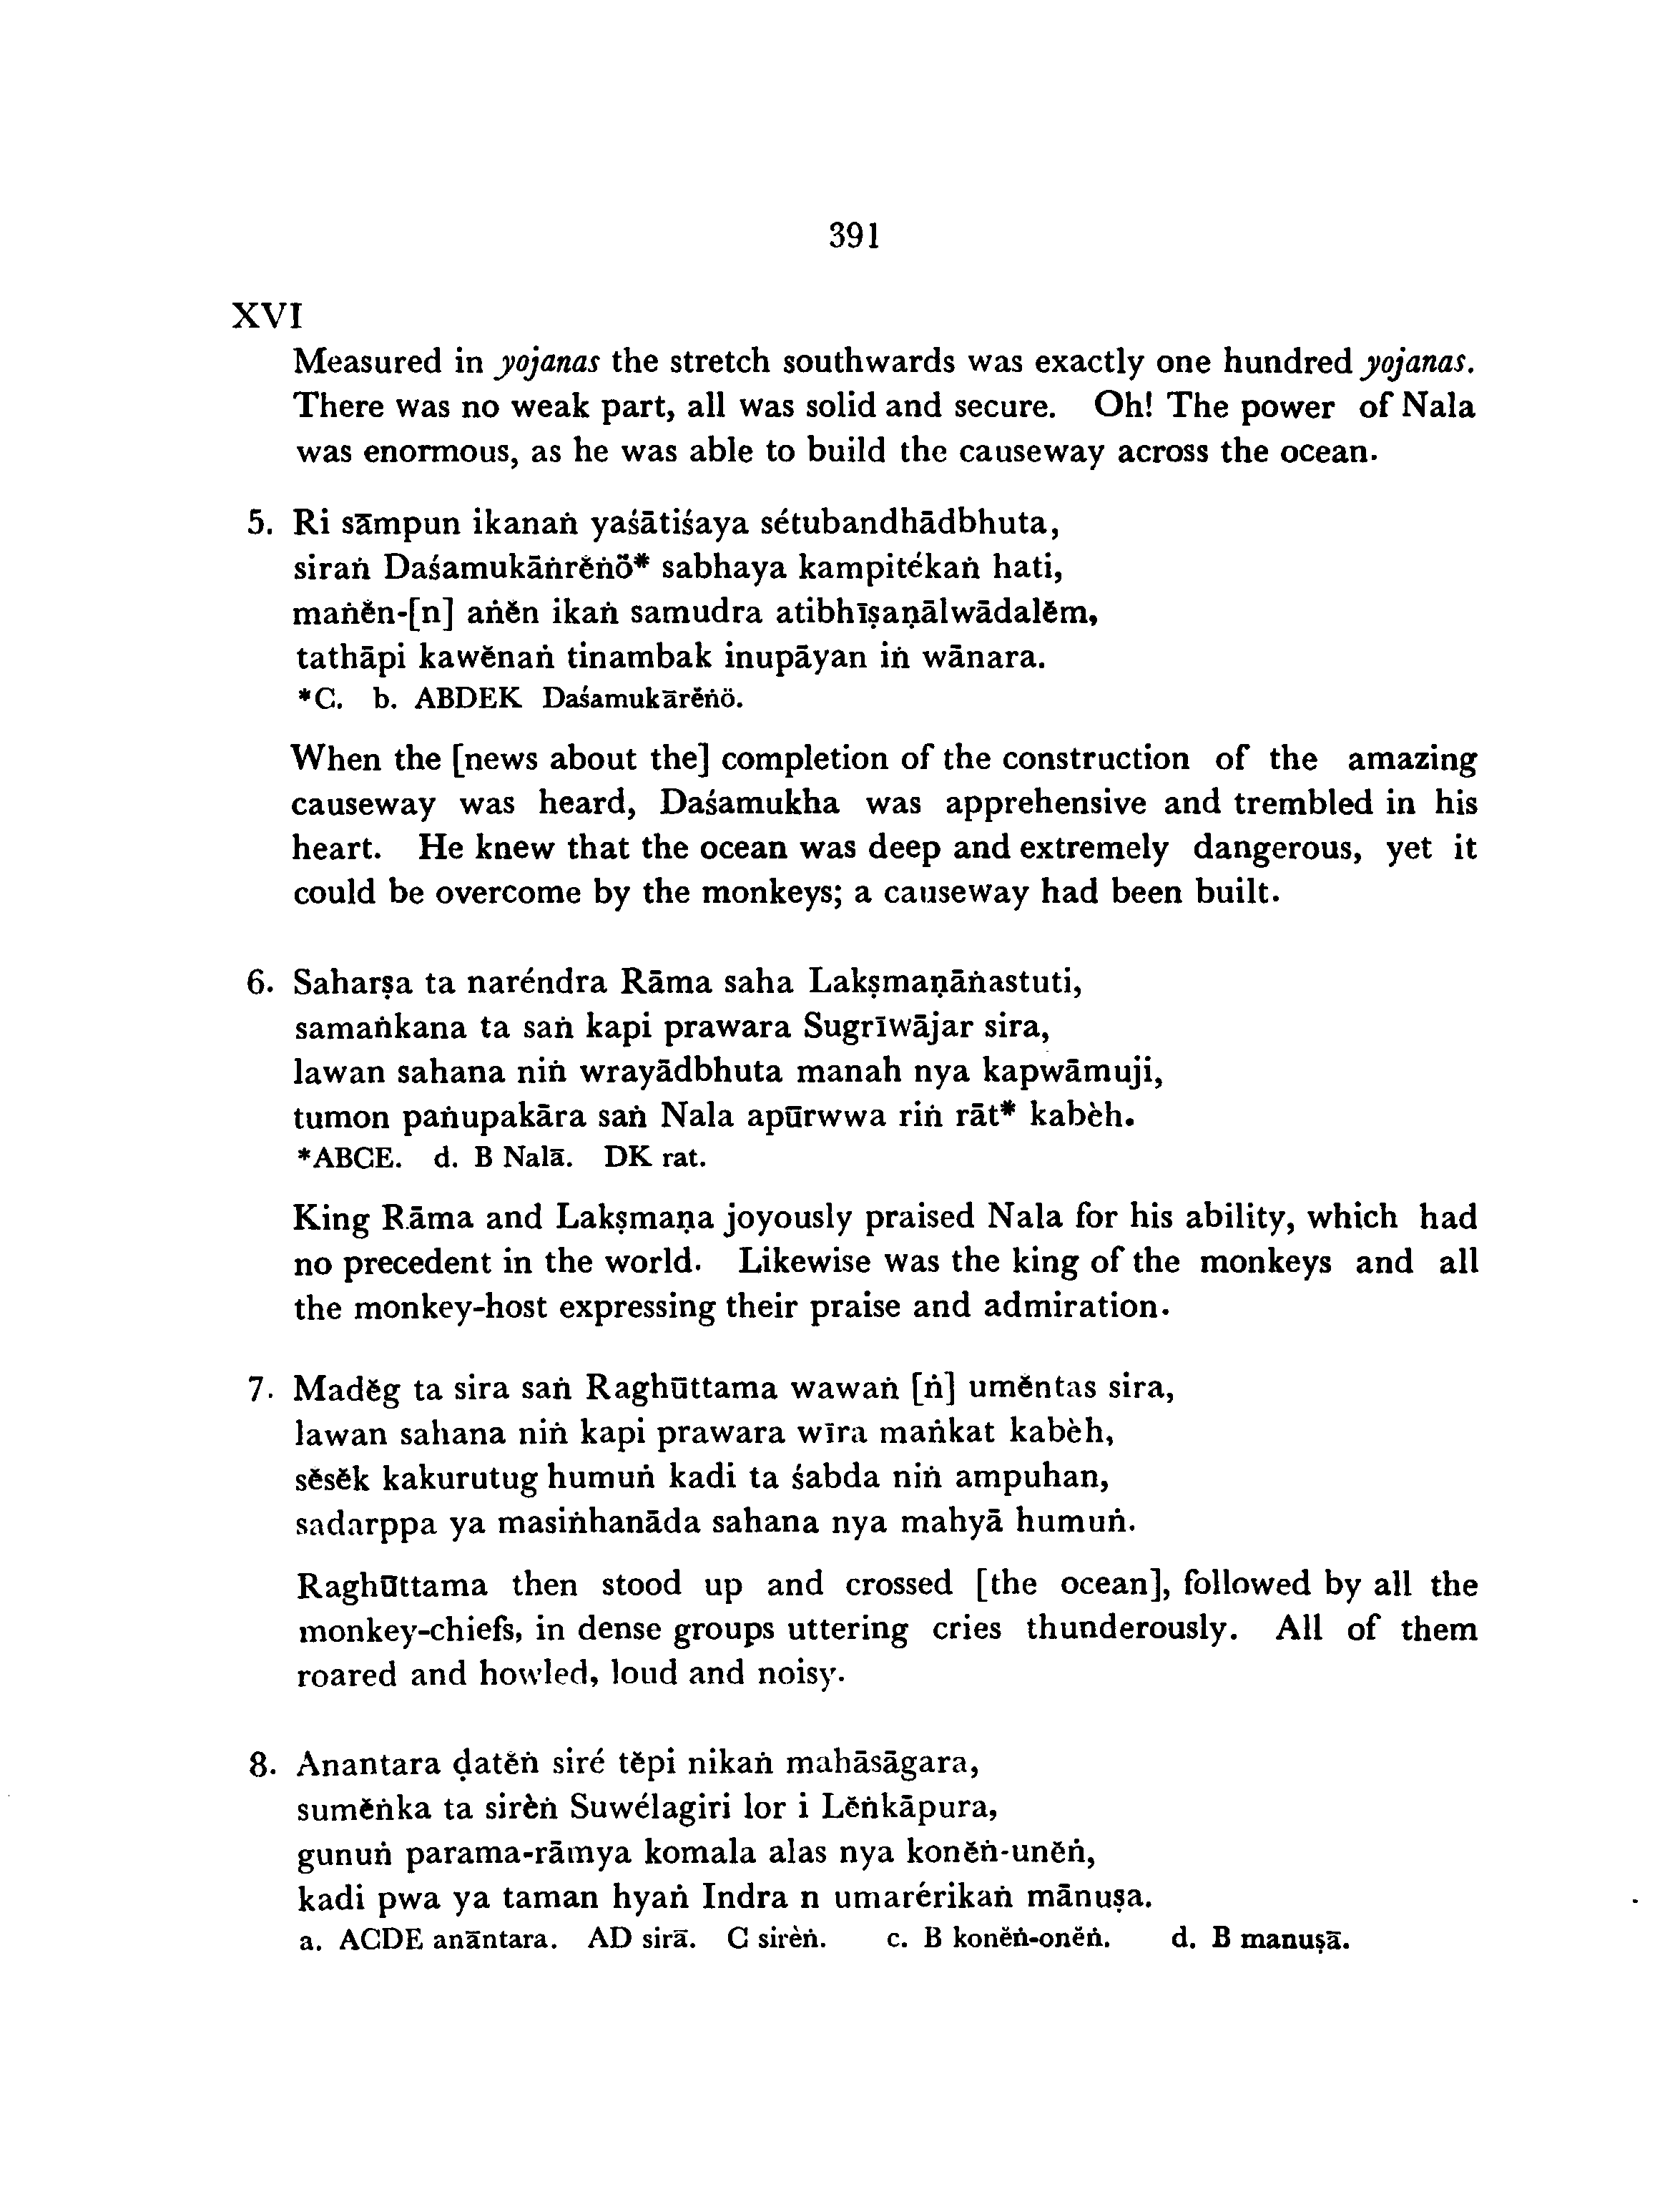 391
XVI
Measured in yojanas the stretch southwards was exactly one hundred yojanas.
There was no weak part, all was solid and secure. Oh! The power of Nala
was enormous, as he was able to build the causeway across the ocean.
5. Ri sāmpun ikanaṅ yaśātiśaya sétubandhādbhuta,
siraṅ Daśamukāṅrĕṅö* sabhaya kampitékaṅ hati,
maṅĕn-[n] aṅĕn ikaṅ samudra atibhīṣaṇālwādalĕm,
tathāpi kawĕnaṅ tinambak inupāyan iṅ wānara.
*C. b. ABDEK Daśamukārĕṅö.
When the [news about the] completion of the construction of the amazing
causeway was heard, Daśamukha was apprehensive and trembled in his
heart. He knew that the ocean was deep and extremely dangerous, yet it
could be overcome by the monkeys; a causeway had been built.
6. Saharṣa ta naréndra Rāma saha Lakṣmaṇāṅastuti,
samaṅkana ta saṅ kapi prawara Sugrīwājar sira,
lawan sahana niṅ wrayādbhuta manah nya kapwāmuji,
tumon paṅupakāra saṅ Nala apūrwwa riṅ rāt* kabèh.
*ABCE. d. B Nalā. DK rat.
King Rāma and Lakṣmaṇa joyously praised Nala for his ability, which had
no precedent in the world. Likewise was the king of the monkeys and all
the monkey-host expressing their praise and admiration.
7. Madĕg ta sira saṅ Raghūttama wawaṅ [ṅ] umĕntas sira,
lawan sahana niṅ kapi prawara wīra maṅkat kabèh,
sĕsĕk kakurutug humuṅ kadi ta śabda niṅ ampuhan,
sadarppa ya masiṅhanāda sahana nya mahyā humuṅ.
Raghūttama then stood up and crossed [the ocean], followed by all the
monkey-chiefs, in dense groups uttering cries thunderously. All of them
roared and howled, loud and noisy.
8. Anantara ḍatĕṅ siré tĕpi nikaṅ mahāsāgara,
sumĕṅka ta sirèṅ Suwélagiri lor i Lĕṅkāpura,
gunuṅ parama-rāmya komala alas nya konĕṅ-unĕṅ,
kadi pwa ya taman hyaṅ Indra n umarérikaṅ mānuṣa.
a. ACDE anāntara. AD sirā. C sirèṅ. c. B konĕṅ-onĕṅ. d. B manuṣā.